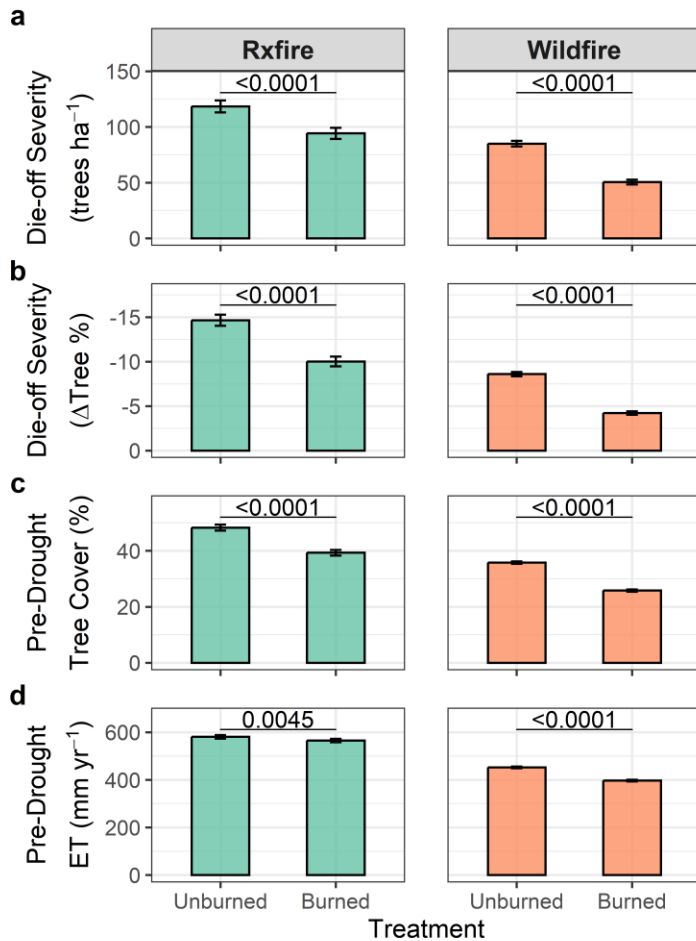 a
Rxfire
Wildfire
Die-off Severity
(trees ha⁻¹)
150
100
50
0
<0.0001
<0.0001
b
Die-off Severity
(ΔTree %)
-15
-10
-5
0
<0.0001
<0.0001
c
Pre-Drought
Tree Cover (%)
40
20
0
<0.0001
<0.0001
d
Pre-Drought
ET (mm yr⁻¹)
600
400
200
0
0.0045
<0.0001
Unburned
Burned
Unburned
Burned
Treatment